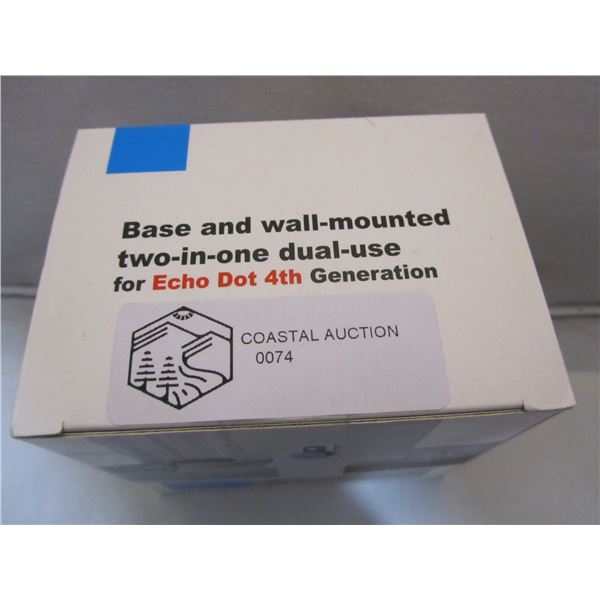 Base and wall-mounted
two-in-one dual-use
for Echo Dot 4th Generation
COASTAL AUCTION
0074